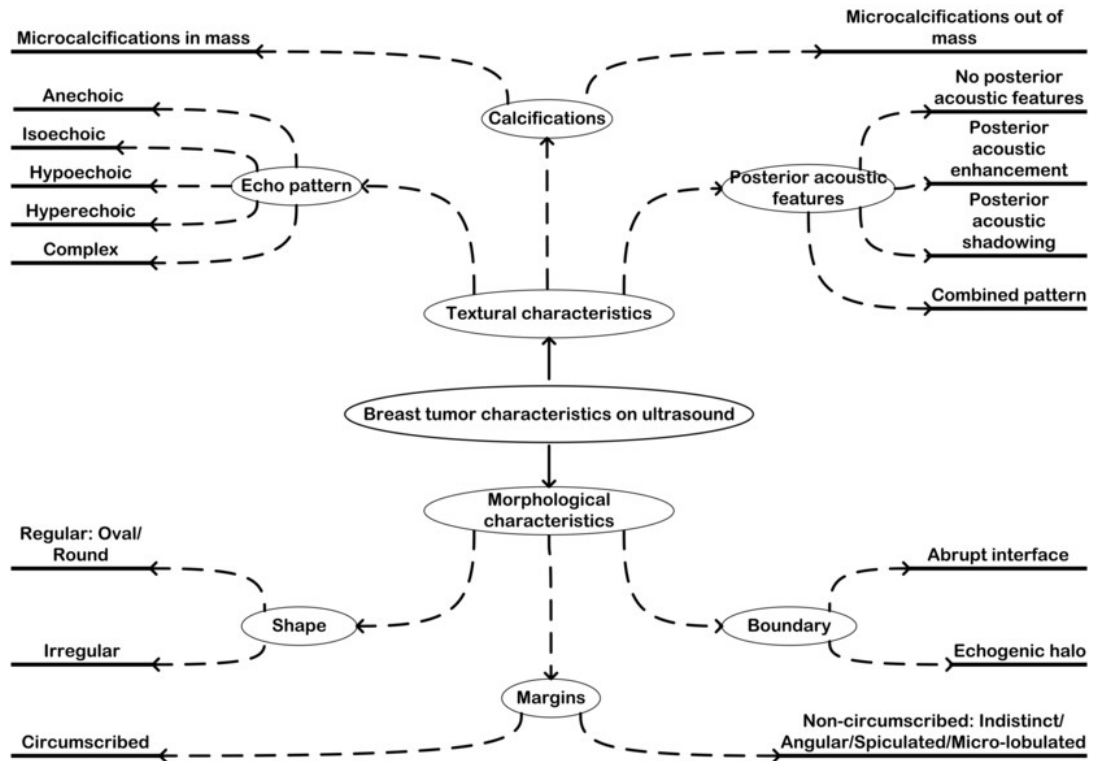 Microcalcifications in mass
Microcalcifications out of
mass
Calcifications
Anechoic
Isoechoic
Hypoechoic
Hyperechoic
Complex
Echo pattern
No posterior
acoustic features
Posterior
acoustic
enhancement
Posterior
acoustic
shadowing
Combined pattern
Posterior acoustic
features
Textural characteristics
Breast tumor characteristics on ultrasound
Morphological
characteristics
Regular: Oval/
Round
Irregular
Shape
Abrupt interface
Echogenic halo
Boundary
Margins
Circumscribed
Non-circumscribed: Indistinct/
Angular/Spiculated/Micro-lobulated